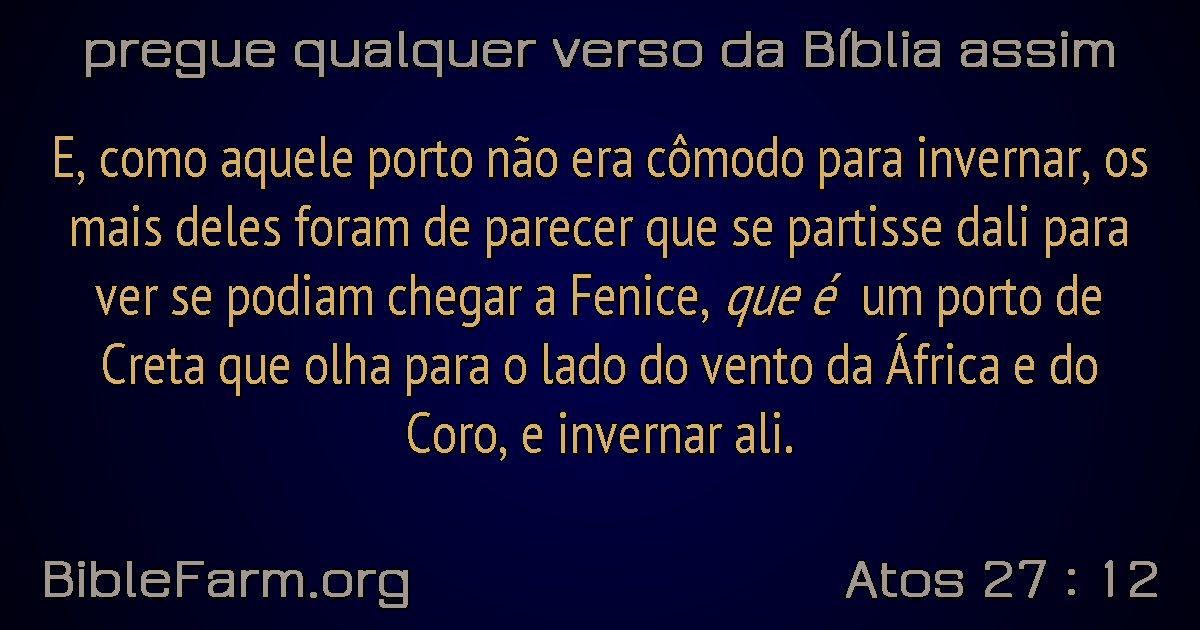 pregue qualquer verso da Bíblia assim
E, como aquele porto não era cômodo para invernar, os
mais deles foram de parecer que se partisse dali para
ver se podiam chegar a Fenice, que é um porto de
Creta que olha para o lado do vento da África e do
Coro, e invernar ali.
BibleFarm.org
Atos 27 : 12